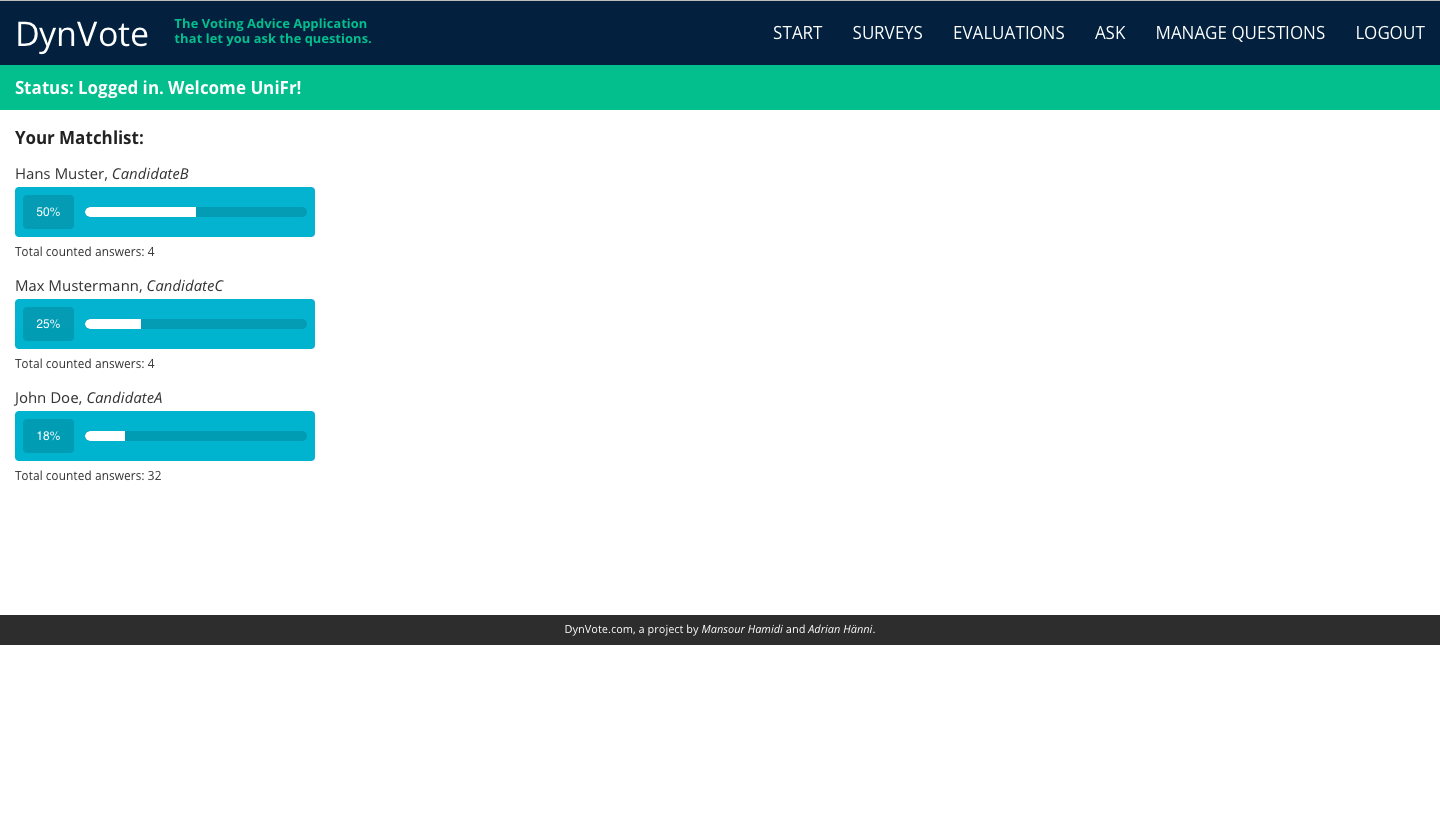 DynVote
The Voting Advice Application
that let you ask the questions.
START SURVEYS EVALUATIONS ASK MANAGE QUESTIONS LOGOUT
Status: Logged in. Welcome UniFr!
Your Matchlist:
Hans Muster, CandidateB
50%
Total counted answers: 4
Max Mustermann, CandidateC
25%
Total counted answers: 4
John Doe, CandidateA
18%
Total counted answers: 32
DynVote.com, a project by Mansour Hamidi and Adrian Hänni.